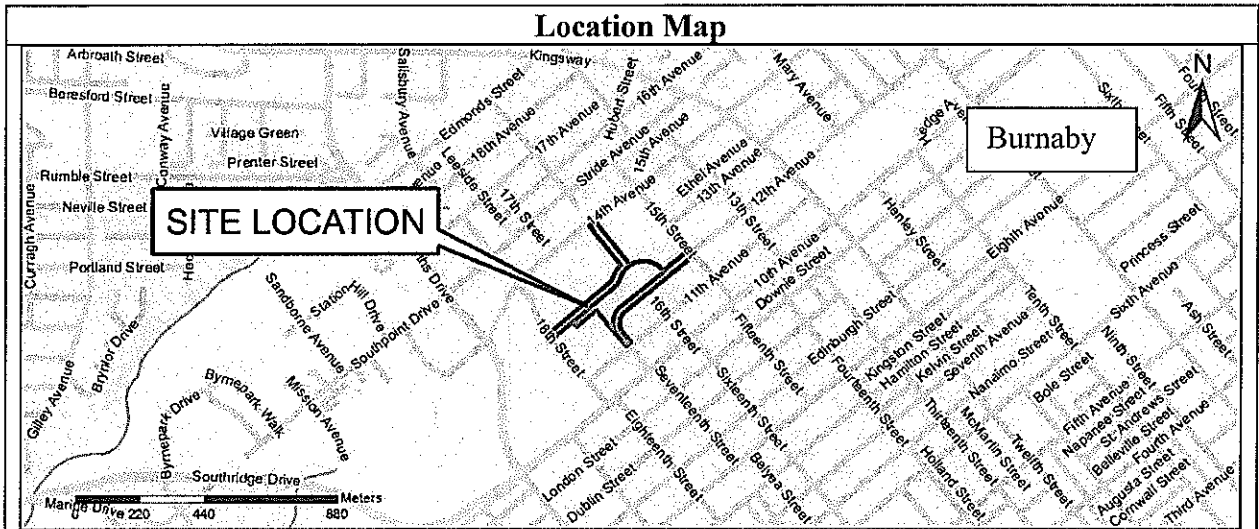 Location Map
Arbroath Street
Beresford Street
Conway Avenue
Village Green
Prenter Street
Rumble Street
Neville Street
Portland Street
Curragh Avenue
Gilley Avenue
Brynlor Drive
Salisbury Avenue
Kingsway
Edmonds Street
18th Avenue
17th Avenue
Hubert Street
16th Avenue
Leeside Street
17th Street
Stride Avenue
15th Avenue
14th Avenue
Ethel Avenue
13th Avenue
12th Avenue
13th Street
15th Street
Mary Avenue
Sixth Street
Fifth Street
Street
N
Burnaby
SITE LOCATION
Sandborne Avenue
Station
Hill Drive
Southpoint Drive
Drive
Byrnepark Drive
Byrnepark Walk
Mission Avenue
Southridge Drive
Marine Drive
0 220 440 880 Meters
18th Street
16th Street
11th Avenue
10th Avenue
Downie Street
Hanley Street
Eighth Avenue
Princess Street
Sixth Avenue
Ash Street
Edinburgh Street
Fifteenth Street
Fourteenth Street
Sixteenth Street
Seventeenth Street
Eighteenth Street
London Street
Dublin Street
Belyea Street
Kingston Street
Hamilton Street
Kelvin Street
Seventh Avenue
Nanaimo Street
Tenth Street
Ninth Street
Bole Street
Thirteenth Street
McMartin Street
Twelfth Street
Holland Street
Fifth Avenue
Napanee Street
St. Andrews Street
Belleville Street
Fourth Avenue
Augusta Street
Cornwall Street
Third Avenue